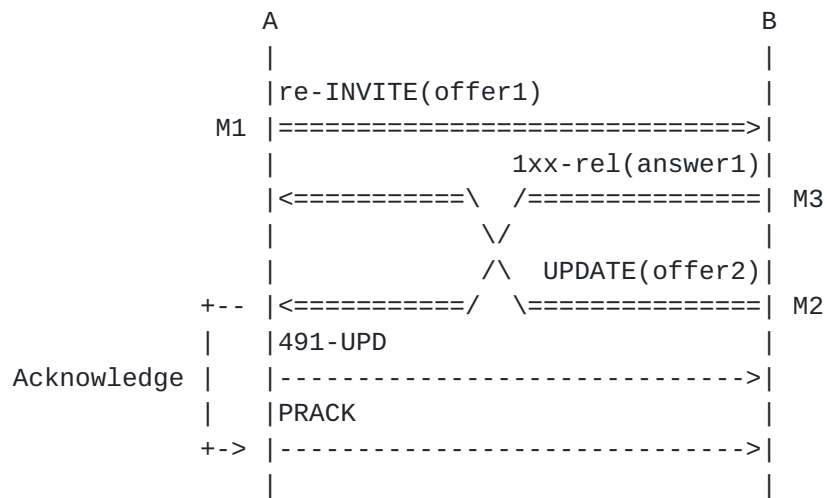 A                               B
|                               |
|re-INVITE(offer1)              |
M1 |==============================>|
|               1xx-rel(answer1)|
|<===========\  /===============| M3
|             \/                |
|             /\  UPDATE(offer2)|
+-- |<===========/  \===============| M2
|   |491-UPD                        |
Acknowledge |   |------------------------------>|
|   |PRACK                          |
+-> |------------------------------>|
|                               |